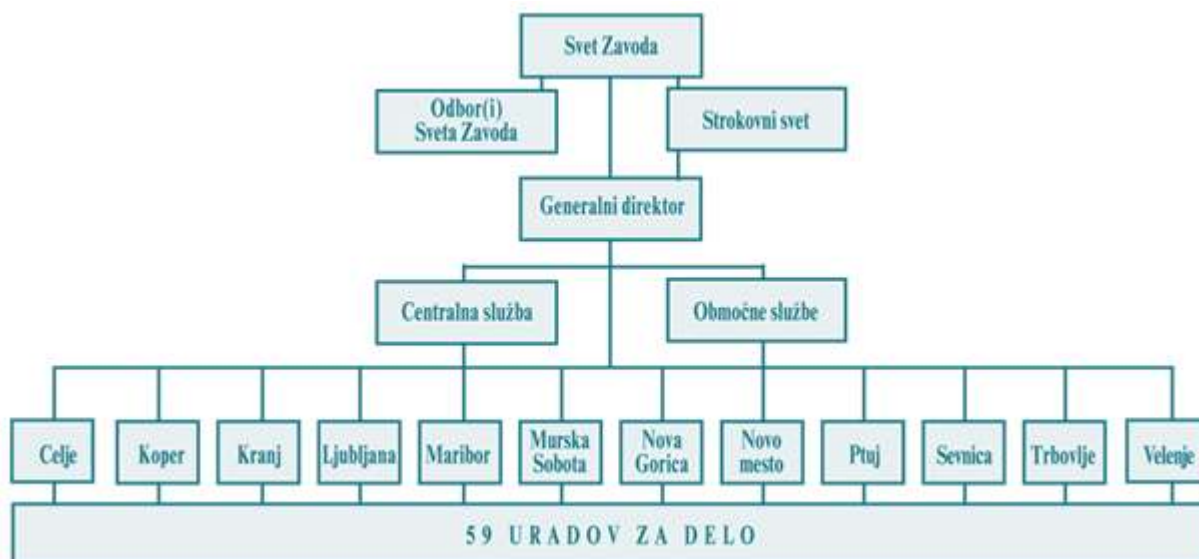 Svet Zavoda
Odbor(i)
Sveta Zavoda
Strokovni svet
Generalni direktor
Centralna služba
Območne službe
Celje
Koper
Kranj
Ljubljana
Maribor
Murska
Sobota
Nova
Gorica
Novo
mesto
Ptuj
Sevnica
Trbovlje
Velenje
59 URADOV ZA DELO